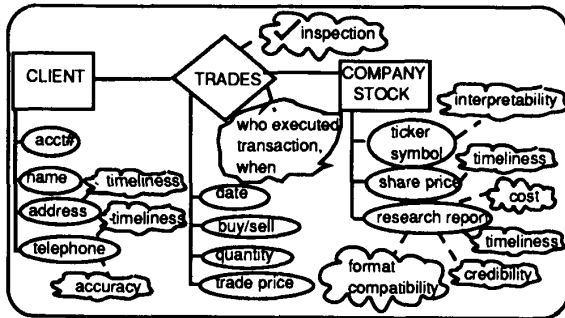 inspection
CLIENT
TRADES
COMPANY
STOCK
interpretability
who executed
transaction,
when
acct#
ticker
symbol
name
timeliness
timeliness
date
share price
address
timeliness
cost
buy/sell
research report
telephone
timeliness
quantity
format
compatibility
credibility
accuracy
trade price